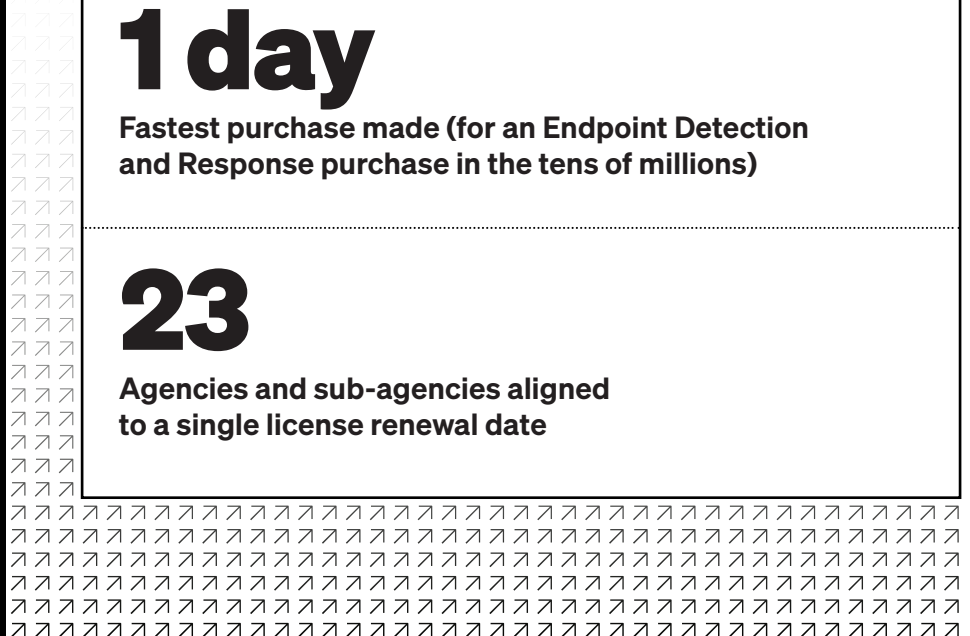 1 day
Fastest purchase made (for an Endpoint Detection
and Response purchase in the tens of millions)
23
Agencies and sub-agencies aligned
to a single license renewal date